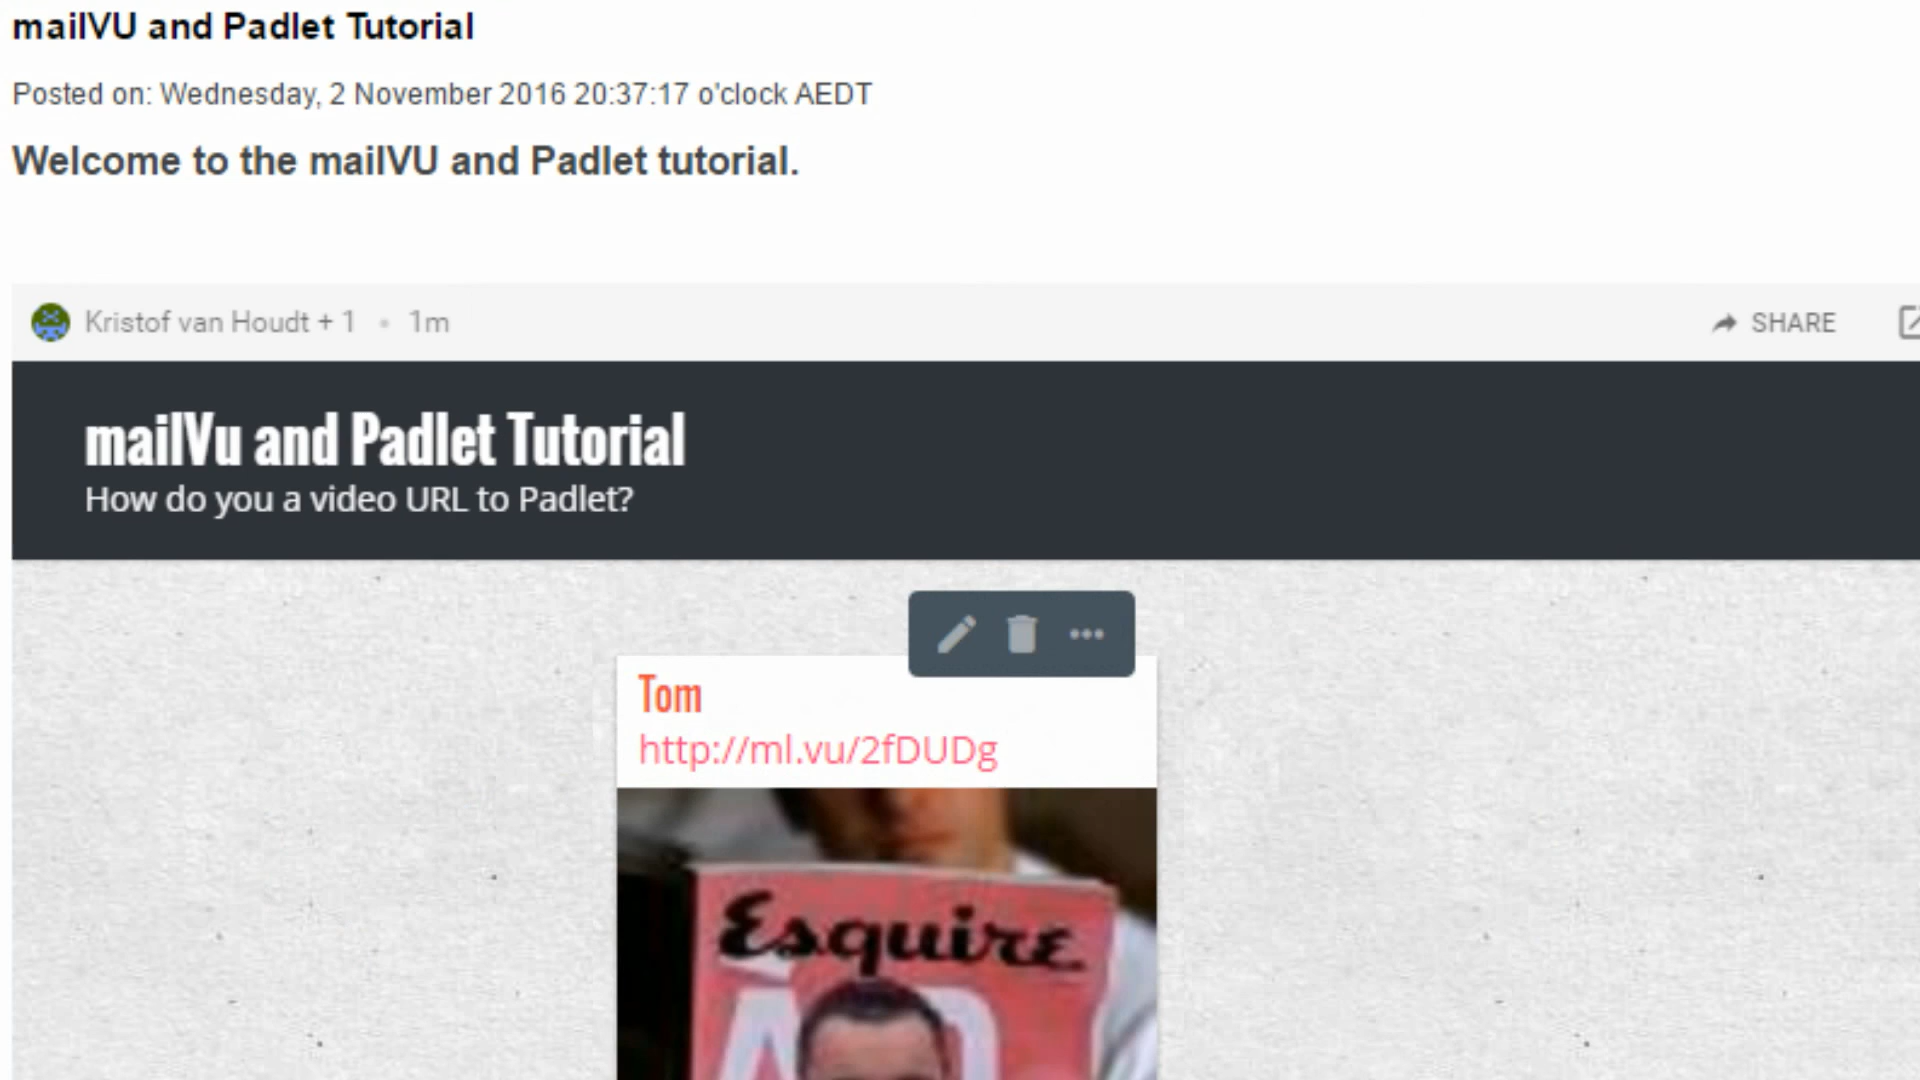 mailVU and Padlet Tutorial
Posted on: Wednesday, 2 November 2016 20:37:17 o'clock AEDT
Welcome to the mailVU and Padlet tutorial.
Kristof van Houdt + 1 • 1m
SHARE
mailVu and Padlet Tutorial
How do you a video URL to Padlet?
Tom
http://ml.vu/2fDUDg
Esquire